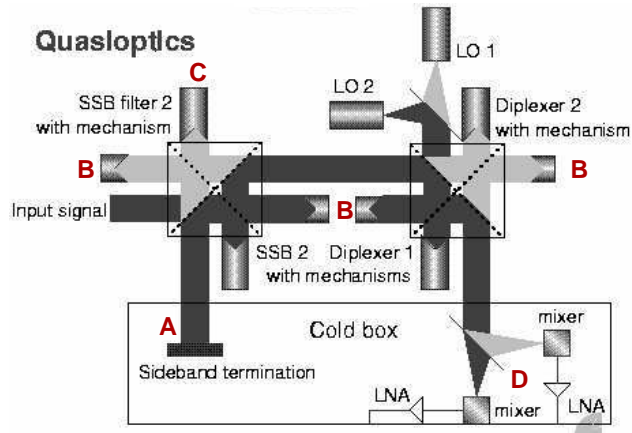 Quasloptics
LO 1
C
LO 2
SSB filter 2
with mechanism
Diplexer 2
with mechanism
B
B
B
Input signal
SSB 2
with mechanisms
Diplexer 1
A
Cold box
mixer
Sideband termination
D
LNA
mixer
LNA